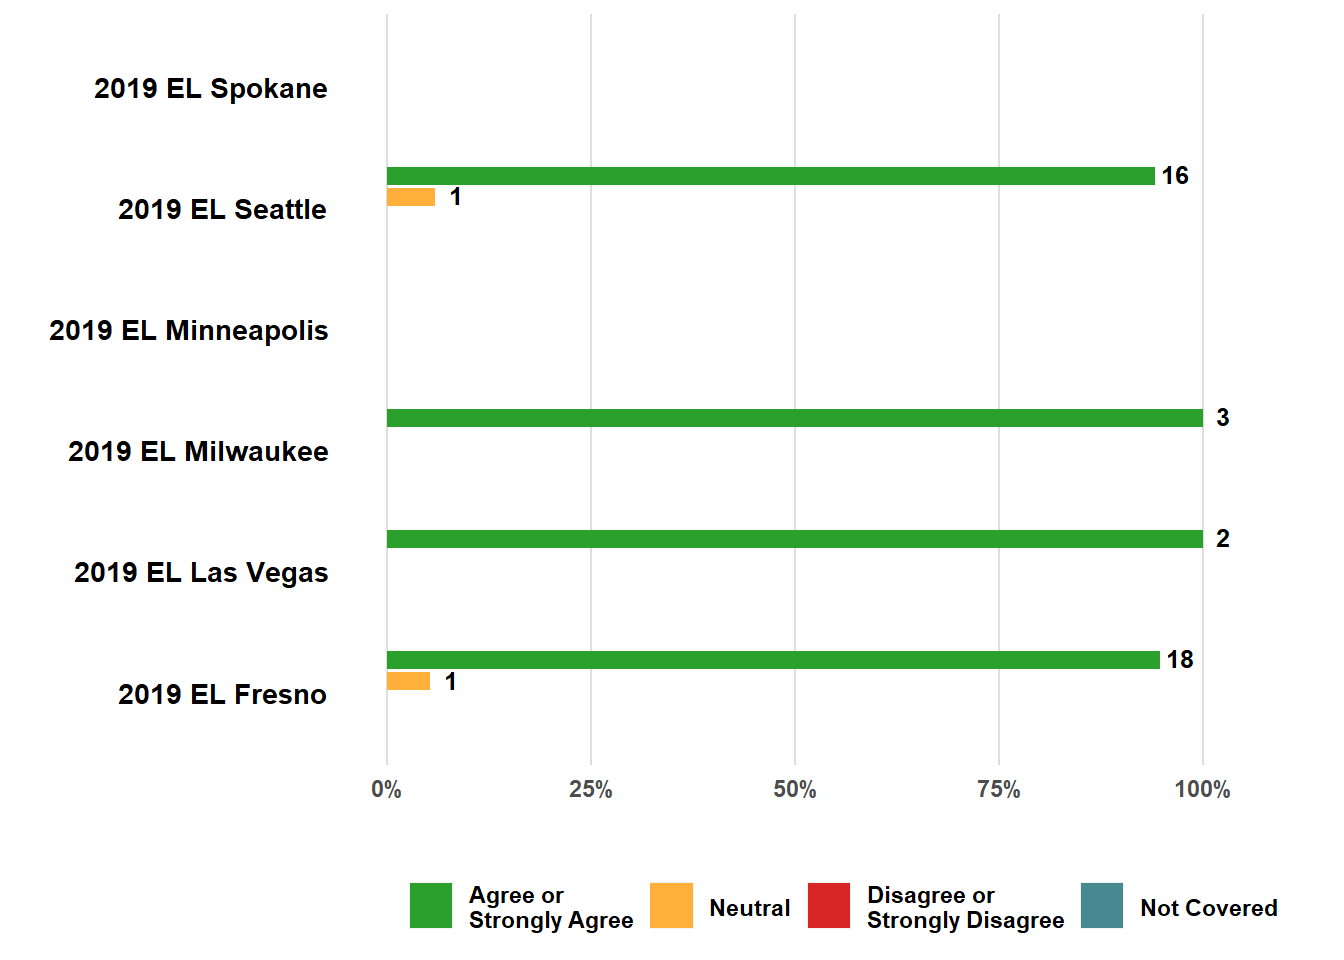 2019 EL Spokane
16
1
2019 EL Seattle
2019 EL Minneapolis
3
2019 EL Milwaukee
2
2019 EL Las Vegas
18
1
2019 EL Fresno
0% 25% 50% 75% 100%
Agree or
Strongly Agree
Neutral
Disagree or
Strongly Disagree
Not Covered